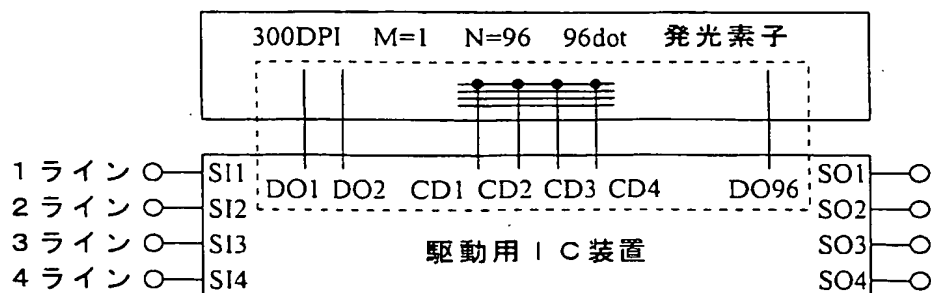 300DPI M=1 N=96 96dot 発光素子
1ライン SI1 DO1 DO2 CD1 CD2 CD3 CD4 DO96 SO1
2ライン SI2 SO2
3ライン SI3 駆動用IC装置 SO3
4ライン SI4 SO4